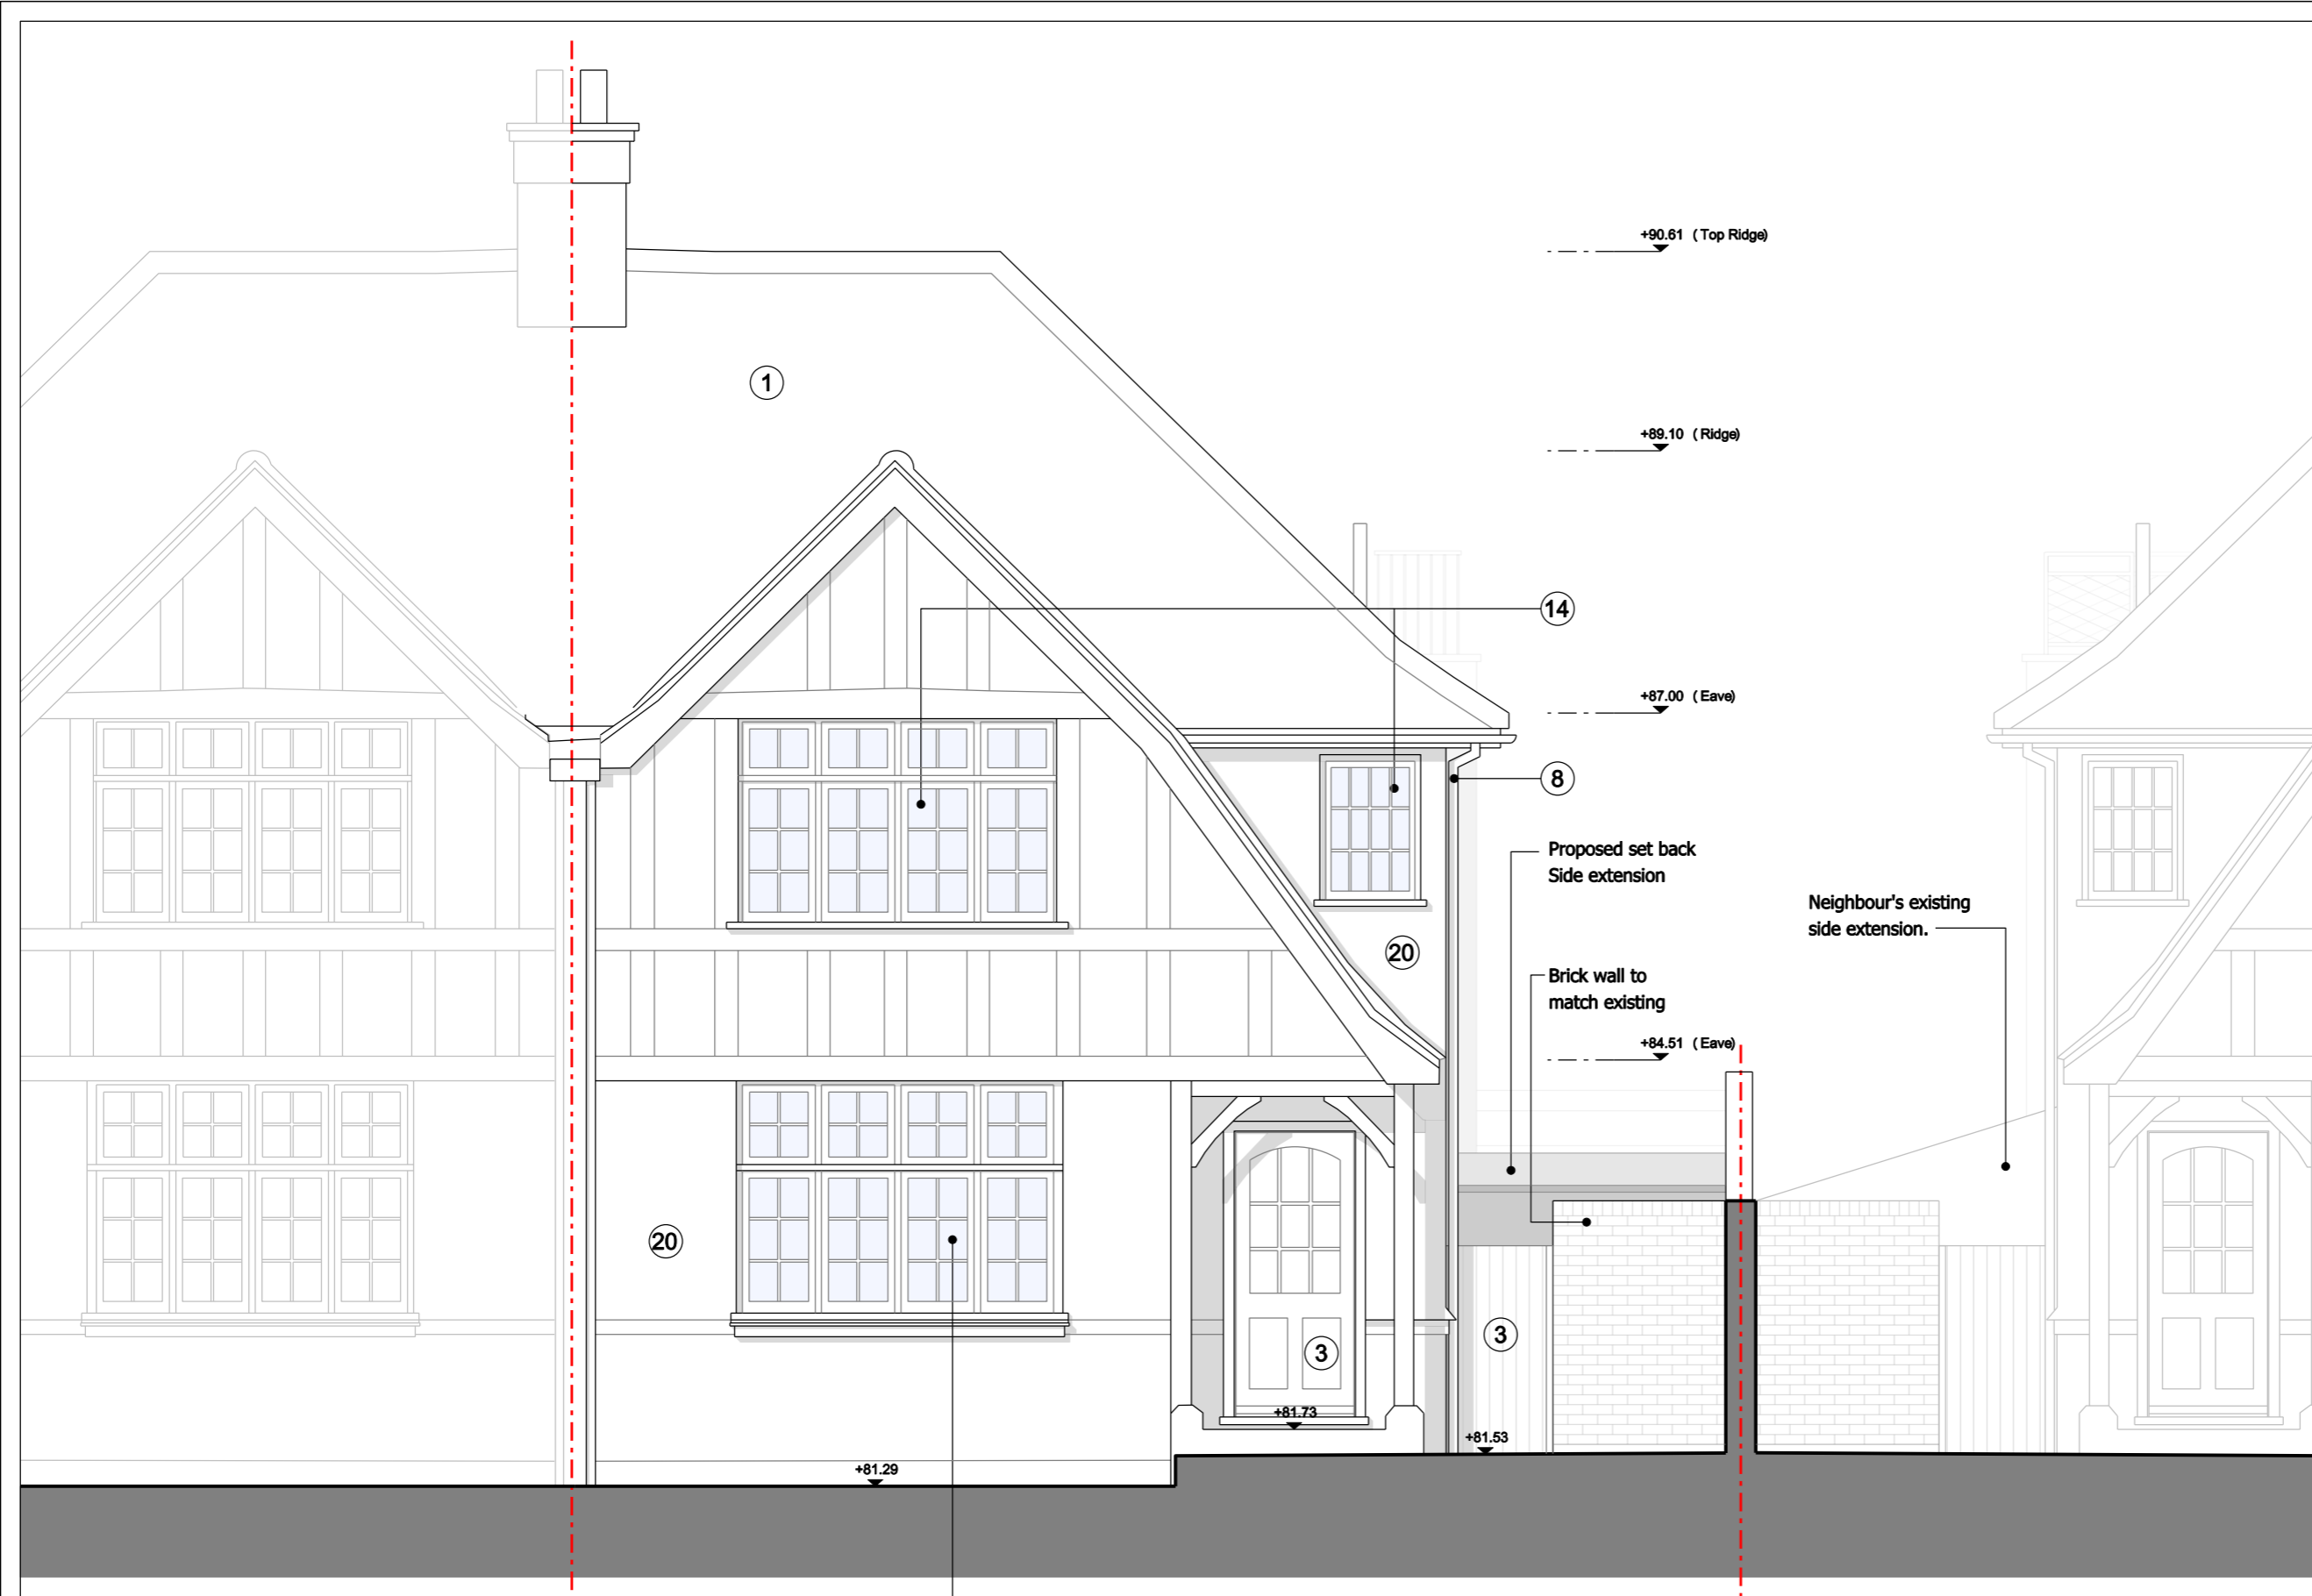 +90.61 ( Top Ridge)
1
+89.10 ( Ridge)
14
+87.00 ( Eave)
8
Proposed set back
Side extension
Neighbour's existing
side extension.
20
Brick wall to
match existing
+84.51 ( Eave)
20
3
3
+81.73
+81.53
+81.29